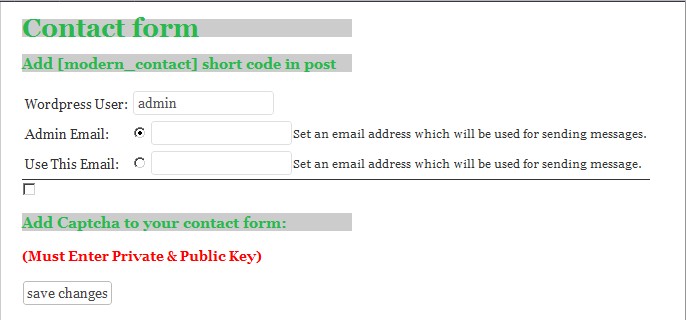 Contact form
Add [modern_contact] short code in post
Wordpress User: admin
Admin Email: Set an email address which will be used for sending messages.
Use This Email: Set an email address which will be used for sending message.
Add Captcha to your contact form:
(Must Enter Private & Public Key)
save changes